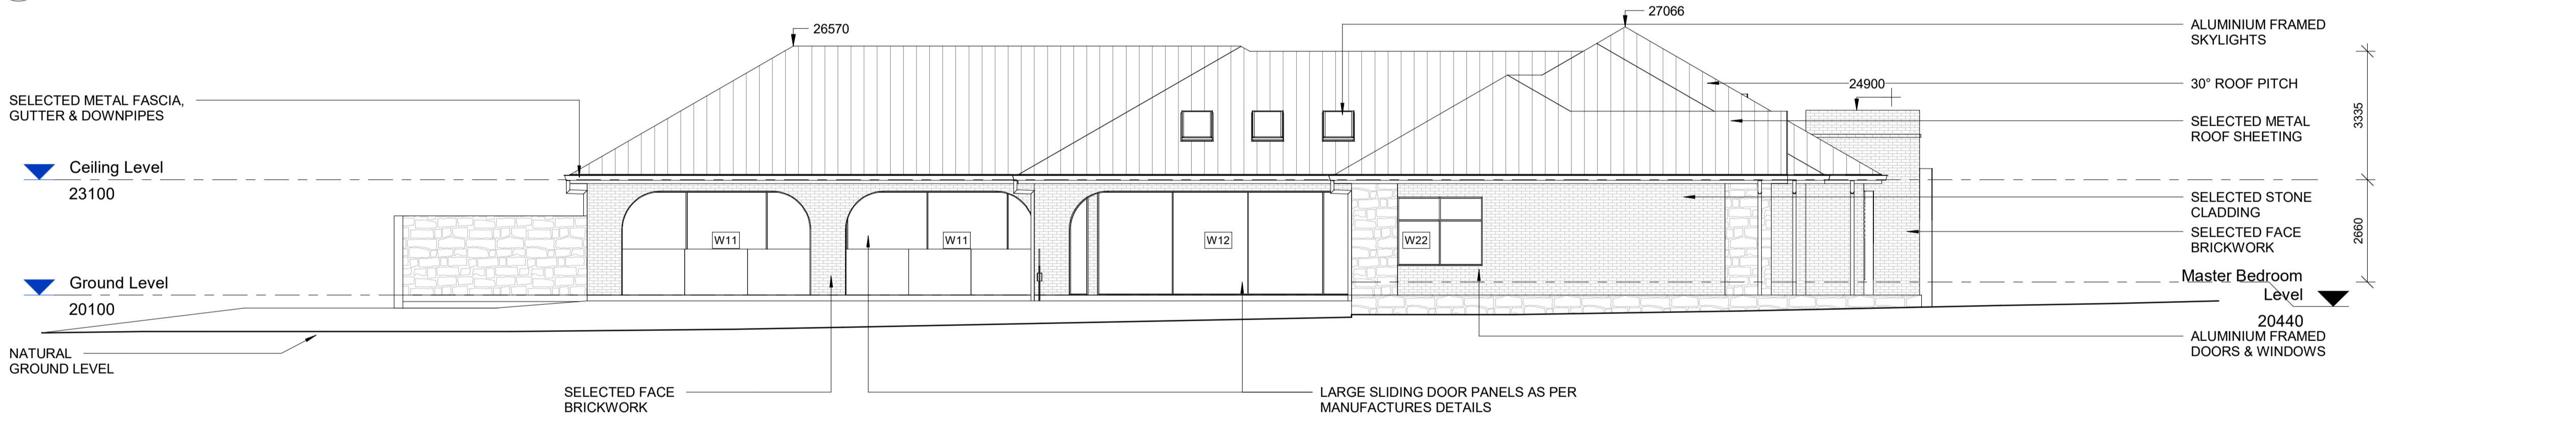 26570
27066
ALUMINIUM FRAMED
SKYLIGHTS
30° ROOF PITCH
24900
SELECTED METAL FASCIA,
GUTTER & DOWNPIPES
3335
SELECTED METAL
ROOF SHEETING
Ceiling Level
23100
SELECTED STONE
CLADDING
SELECTED FACE
BRICKWORK
2660
W11
W11
W12
W22
Ground Level
20100
Master Bedroom
Level
20440
NATURAL
GROUND LEVEL
ALUMINIUM FRAMED
DOORS & WINDOWS
SELECTED FACE
BRICKWORK
LARGE SLIDING DOOR PANELS AS PER
MANUFACTURES DETAILS